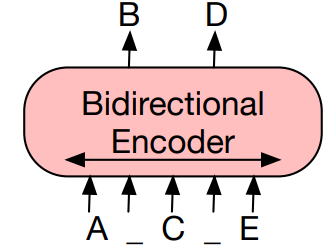 B D
Bidirectional
Encoder
A _ C _ E